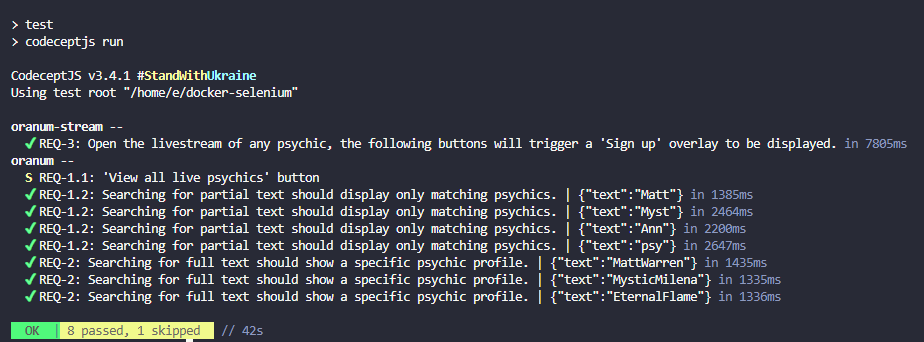 > test
> codeceptjs run
CodeceptJS v3.4.1 #StandWithUkraine
Using test root "/home/e/docker-selenium"
oranum-stream --
✔ REQ-3: Open the livestream of any psychic, the following buttons will trigger a 'Sign up' overlay to be displayed. in 7805ms
oranum --
S REQ-1.1: 'View all live psychics' button
✔ REQ-1.2: Searching for partial text should display only matching psychics. | {"text":"Matt"} in 1385ms
✔ REQ-1.2: Searching for partial text should display only matching psychics. | {"text":"Myst"} in 2464ms
✔ REQ-1.2: Searching for partial text should display only matching psychics. | {"text":"Ann"} in 2200ms
✔ REQ-1.2: Searching for partial text should display only matching psychics. | {"text":"psy"} in 2647ms
✔ REQ-2: Searching for full text should show a specific psychic profile. | {"text":"MattWarren"} in 1435ms
✔ REQ-2: Searching for full text should show a specific psychic profile. | {"text":"MysticMilena"} in 1335ms
✔ REQ-2: Searching for full text should show a specific psychic profile. | {"text":"EternalFlame"} in 1336ms
OK | 8 passed, 1 skipped // 42s